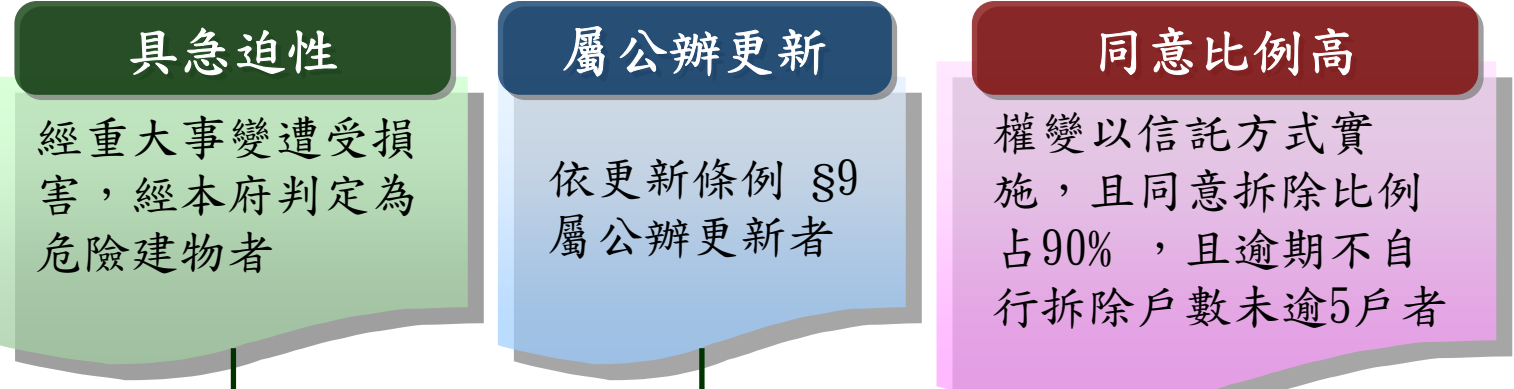 具急迫性
經重大事變遭受損
害，經本府判定為
危險建物者
屬公辦更新
依更新條例 §9
屬公辦更新者
同意比例高
權變以信託方式實
施，且同意拆除比例
占90% ，且逾期不自
行拆除戶數未逾5戶者